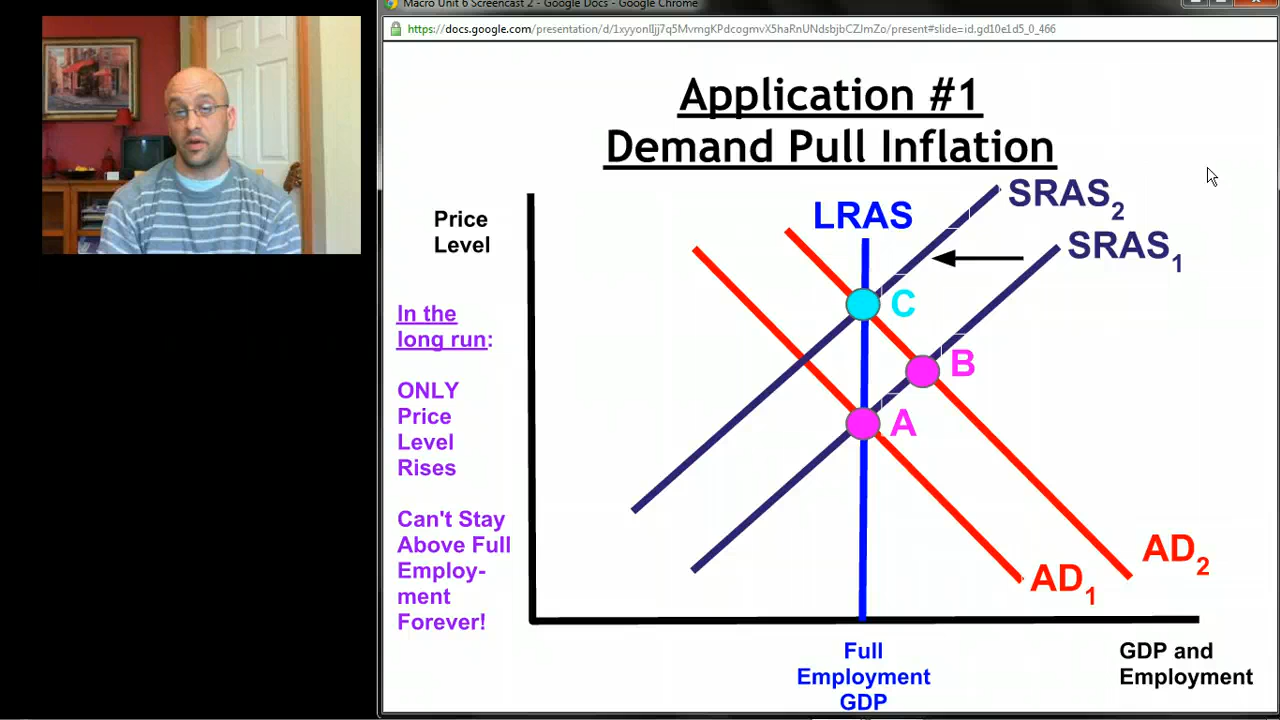 Macro Unit 6 Screencast 2 - Google Docs - Google Chrome
https://docs.google.com/presentation/d/1xyyonlJjj7q5MvmgKPdcogmvX5haRnUNdsbjbCZJmZo/present#slide=id.gd10e1d5_0_466
Application #1
Demand Pull Inflation
Price
Level
LRAS
SRAS2
SRAS1
In the
long run:
ONLY
Price
Level
Rises
Can't Stay
Above Full
Employ-
ment
Forever!
C
B
A
AD2
AD1
Full
Employment
GDP
GDP and
Employment